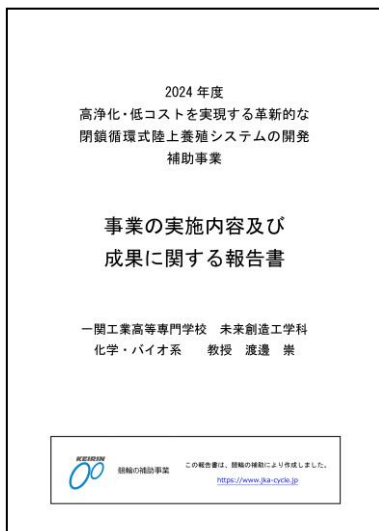 2024 年度
高浄化・低コストを実現する革新的な
閉鎖循環式陸上養殖システムの開発
補助事業
事業の実施内容及び
成果に関する報告書
一関工業高等専門学校　未来創造工学科
化学・バイオ系　教授　渡邊　崇
KEIRIN
競輪の補助事業
この報告書は、競輪の補助により作成しました。
https://www.jka-cycle.jp